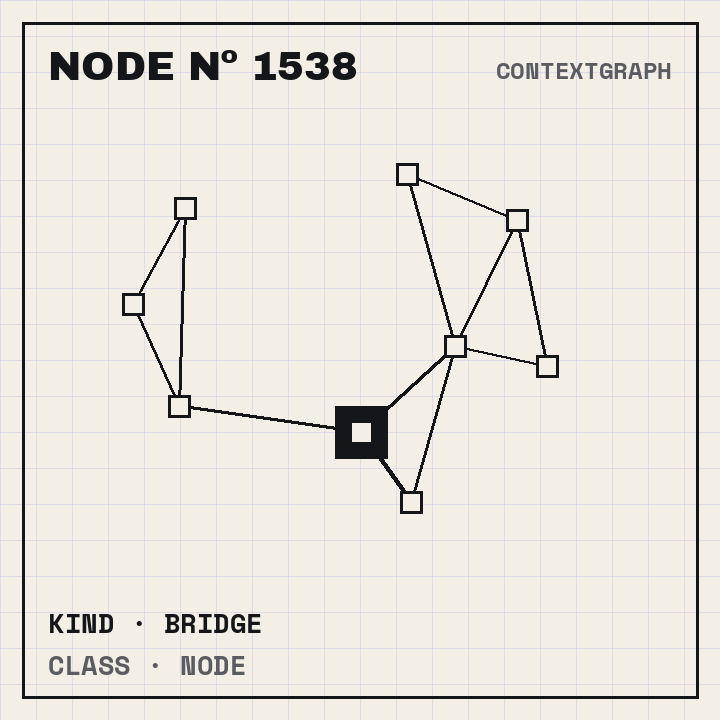 NODE Nº 1538
CONTEXTGRAPH
KIND · BRIDGE
CLASS · NODE